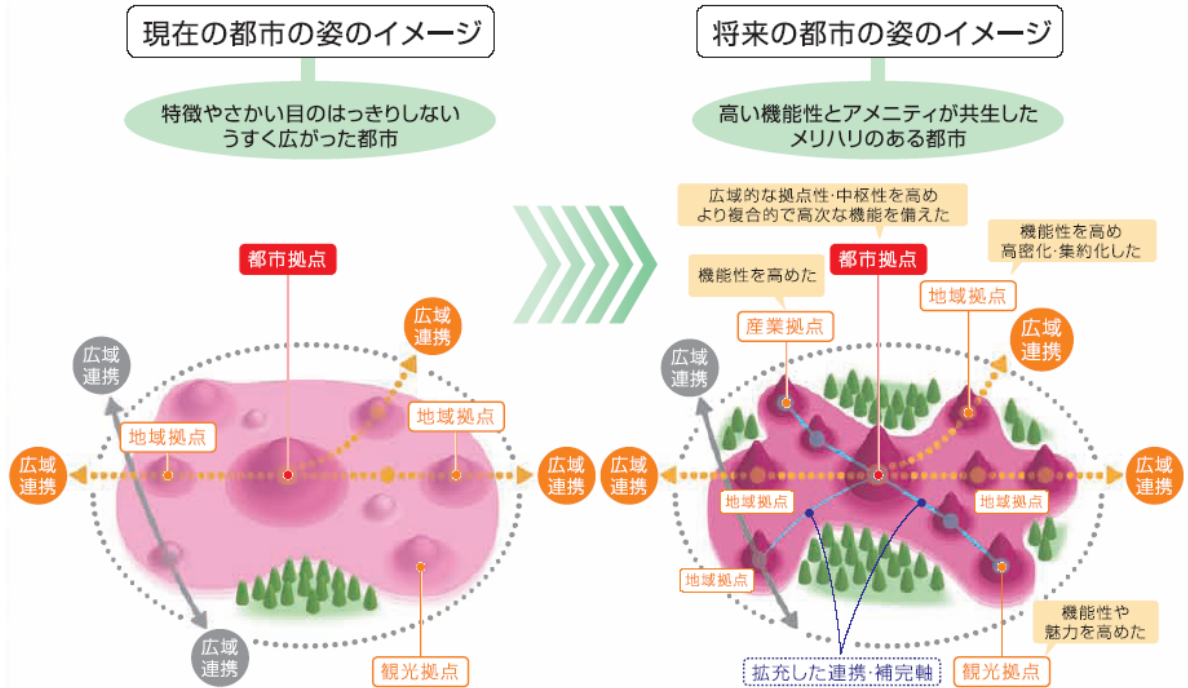 現在の都市の姿のイメージ
特徴やさかい目のはっきりしない
うすく広がった都市
都市拠点
広域
連携
広域
連携
地域拠点
地域拠点
広域
連携
広域
連携
広域
連携
観光拠点
将来の都市の姿のイメージ
高い機能性とアメニティが共生した
メリハリのある都市
広域的な拠点性・中枢性を高め
より複合的で高次な機能を備えた
都市拠点
機能性を高め
高密化・集約化した
地域拠点
機能性を高めた
産業拠点
広域
連携
広域
連携
広域
連携
広域
連携
地域拠点
地域拠点
地域拠点
機能性や
魅力を高めた
観光拠点
拡充した連携・補完軸